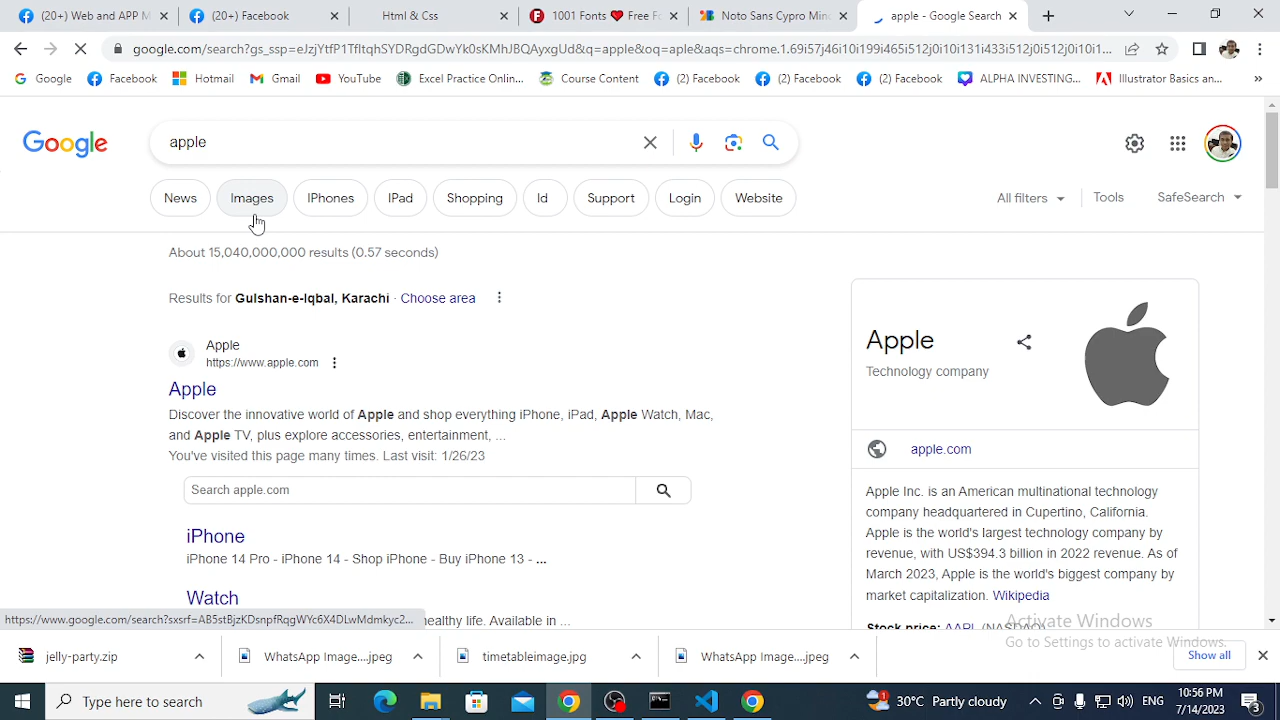 (20+) Web and APP M
(20+) Facebook
Html & Css
1001 Fonts ❤ Free Fo
Noto Sans Cypro Mino
apple - Google Search
google.com/search?gs_ssp=eJzjYtfP1TfItqhSYDRgdGDwYk0sKMhJBQAyxgUd&q=apple&oq=aple&aqs=chrome.1.69i57j46i10i199i465i512j0i10i131i433i512j0i512j0i10i1...
Google
Facebook
Hotmail
Gmail
YouTube
Excel Practice Onlin...
Course Content
(2) Facebook
(2) Facebook
(2) Facebook
ALPHA INVESTING...
Illustrator Basics an...
Google
apple
News
Images
IPhones
IPad
Shopping
Id
Support
Login
Website
All filters
Tools
SafeSearch
About 15,040,000,000 results (0.57 seconds)
Results for Gulshan-e-Iqbal, Karachi · Choose area
Apple
https://www.apple.com
Apple
Discover the innovative world of Apple and shop everything iPhone, iPad, Apple Watch, Mac,
and Apple TV, plus explore accessories, entertainment, ...
You've visited this page many times. Last visit: 1/26/23
Search apple.com
iPhone
iPhone 14 Pro - iPhone 14 - Shop iPhone - Buy iPhone 13 - ...
Watch
ealthy life. Available in ...
Apple
Technology company
apple.com
Apple Inc. is an American multinational technology
company headquartered in Cupertino, California.
Apple is the world's largest technology company by
revenue, with US$394.3 billion in 2022 revenue. As of
March 2023, Apple is the world's biggest company by
market capitalization. Wikipedia
Stock price: AAPL (NASDAQ)
Activate Windows
Go to Settings to activate Windows.
jelly-party.zip
WhatsApp Image....jpeg
timetableimage.jpg
WhatsApp Image....jpeg
Show all
Type here to search
30°C Partly cloudy
ENG
10:56 PM
7/14/2023
3